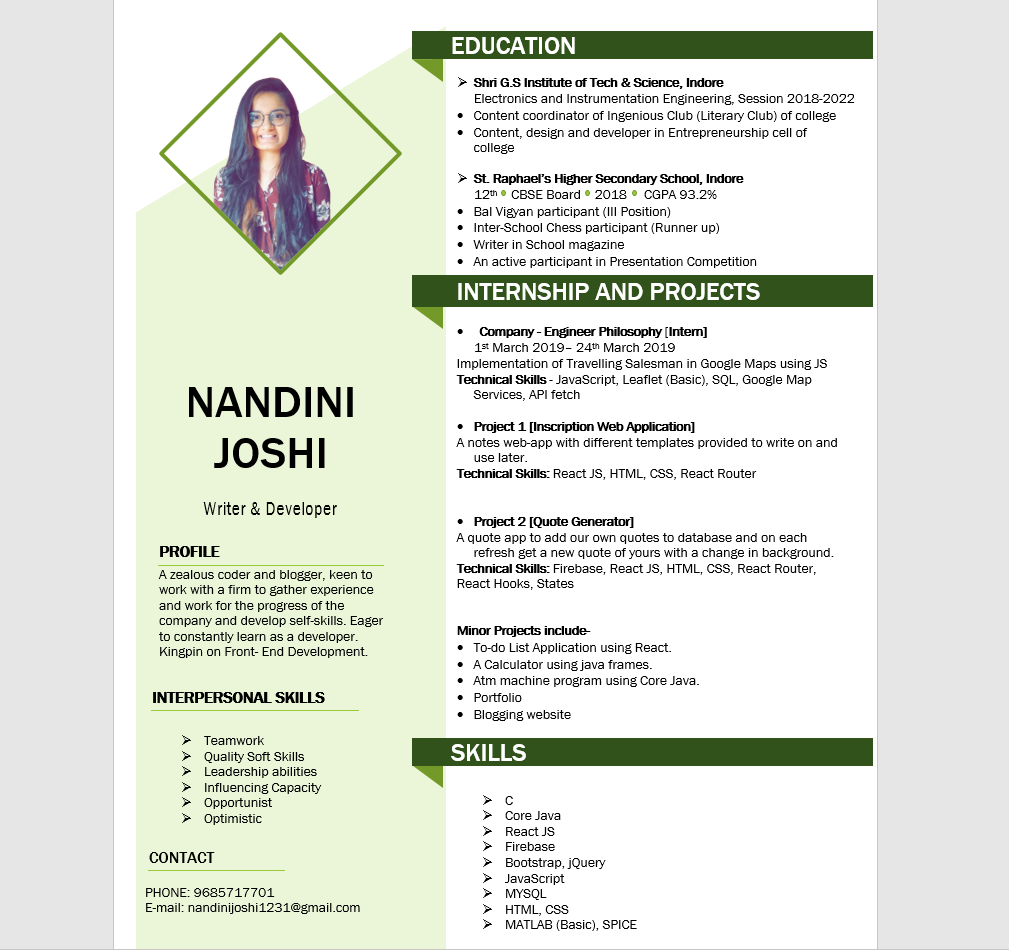 NANDINI
JOSHI
Writer & Developer
PROFILE
A zealous coder and blogger, keen to
work with a firm to gather experience
and work for the progress of the
company and develop self-skills. Eager
to constantly learn as a developer.
Kingpin on Front- End Development.
INTERPERSONAL SKILLS
⮚ Teamwork
⮚ Quality Soft Skills
⮚ Leadership abilities
⮚ Influencing Capacity
⮚ Opportunist
⮚ Optimistic
CONTACT
PHONE: 9685717701
E-mail: nandinijoshi1231@gmail.com
EDUCATION
⮚ Shri G.S Institute of Tech & Science, Indore
Electronics and Instrumentation Engineering, Session 2018-2022
• Content coordinator of Ingenious Club (Literary Club) of college
• Content, design and developer in Entrepreneurship cell of
college
⮚ St. Raphael's Higher Secondary School, Indore
12th • CBSE Board • 2018 • CGPA 93.2%
• Bal Vigyan participant (III Position)
• Inter-School Chess participant (Runner up)
• Writer in School magazine
• An active participant in Presentation Competition
INTERNSHIP AND PROJECTS
• Company - Engineer Philosophy [Intern]
1st March 2019– 24th March 2019
Implementation of Travelling Salesman in Google Maps using JS
Technical Skills - JavaScript, Leaflet (Basic), SQL, Google Map
Services, API fetch
• Project 1 [Inscription Web Application]
A notes web-app with different templates provided to write on and
use later.
Technical Skills: React JS, HTML, CSS, React Router
• Project 2 [Quote Generator]
A quote app to add our own quotes to database and on each
refresh get a new quote of yours with a change in background.
Technical Skills: Firebase, React JS, HTML, CSS, React Router,
React Hooks, States
Minor Projects include-
• To-do List Application using React.
• A Calculator using java frames.
• Atm machine program using Core Java.
• Portfolio
• Blogging website
SKILLS
⮚ C
⮚ Core Java
⮚ React JS
⮚ Firebase
⮚ Bootstrap, jQuery
⮚ JavaScript
⮚ MYSQL
⮚ HTML, CSS
⮚ MATLAB (Basic), SPICE